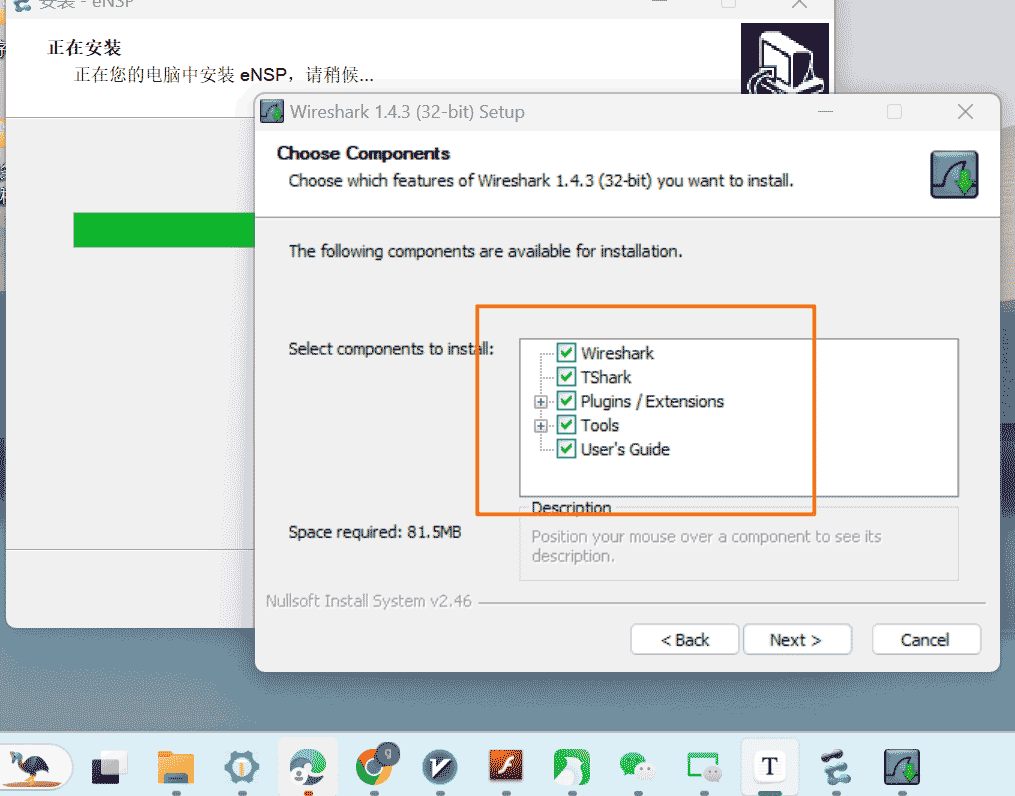 安装 - eNSP
正在安装
正在您的电脑中安装 eNSP，请稍候...
Wireshark 1.4.3 (32-bit) Setup
Choose Components
Choose which features of Wireshark 1.4.3 (32-bit) you want to install.
The following components are available for installation.
Select components to install:
Wireshark
TShark
Plugins / Extensions
Tools
User's Guide
Description
Position your mouse over a component to see its
description.
Space required: 81.5MB
Nullsoft Install System v2.46
< Back
Next >
Cancel
T